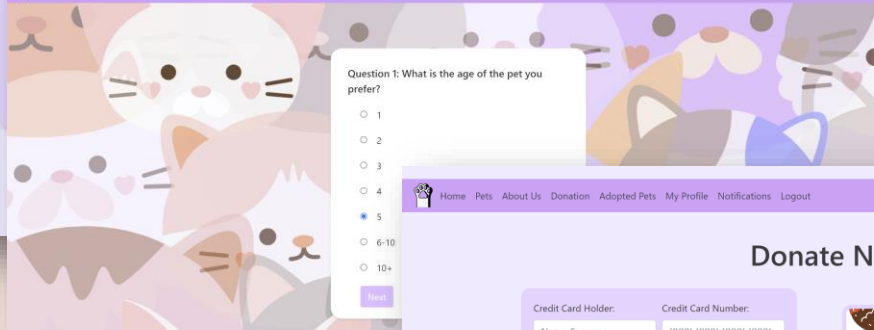 Question 1: What is the age of the pet you
prefer?
1
2
3
4
5
6-10
10+
Next
Home Pets About Us Donation Adopted Pets My Profile Notifications Logout
Donate N
Credit Card Holder: Credit Card Number: